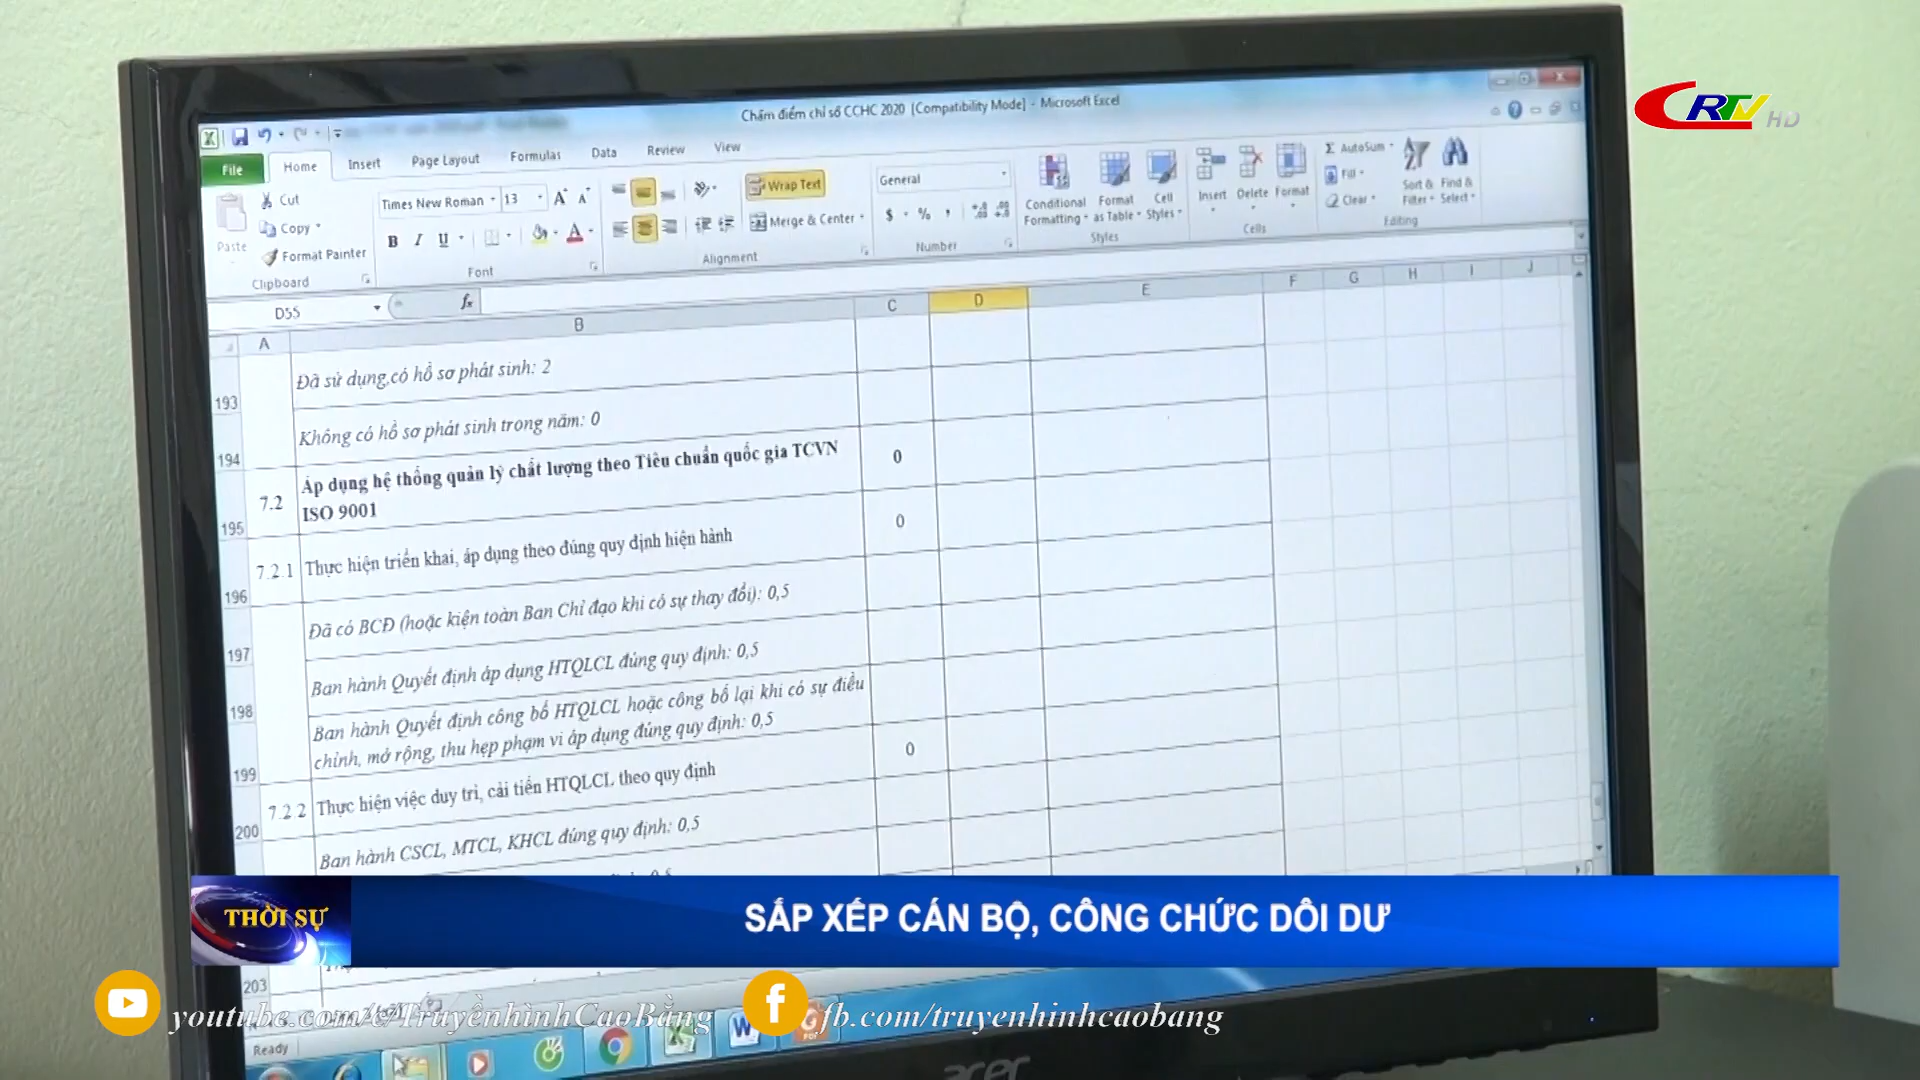 Chấm điểm chỉ số CCHC 2020 [Compatibility Mode] - Microsoft Excel
CRTV HD
File Home Insert Page Layout Formulas Data Review View
Cut
Copy
Format Painter
Paste
Clipboard
Times New Roman 13
B I U
Font
Wrap Text
Merge & Center
Alignment
General
$ % ,
Number
Conditional Formatting
Format as Table
Cell Styles
Styles
Insert Delete Format
Cells
AutoSum
Fill
Clear
Sort & Filter
Find & Select
Editing
D55 fx
A B C D E F G H I J
193 Đã sử dụng,có hồ sơ phát sinh: 2
194 Không có hồ sơ phát sinh trong năm: 0
195 7.2 Áp dụng hệ thống quản lý chất lượng theo Tiêu chuẩn quốc gia TCVN 0
ISO 9001
196 7.2.1 Thực hiện triển khai, áp dụng theo đúng quy định hiện hành 0
197 Đã có BCĐ (hoặc kiện toàn Ban Chỉ đạo khi có sự thay đổi): 0,5
198 Ban hành Quyết định áp dụng HTQLCL đúng quy định: 0,5
199 Ban hành Quyết định công bố HTQLCL hoặc công bố lại khi có sự điều
chỉnh, mở rộng, thu hẹp phạm vi áp dụng đúng quy định: 0,5
200 7.2.2 Thực hiện việc duy trì, cải tiến HTQLCL theo quy định 0
Ban hành CSCL, MTCL, KHCL đúng quy định: 0,5
THỜI SỰ
SẮP XẾP CÁN BỘ, CÔNG CHỨC DÔI DƯ
203
youtube.com/c/TruyềnhìnhCaoBằng
fb.com/truyenhinhcaobang
Ready
acer